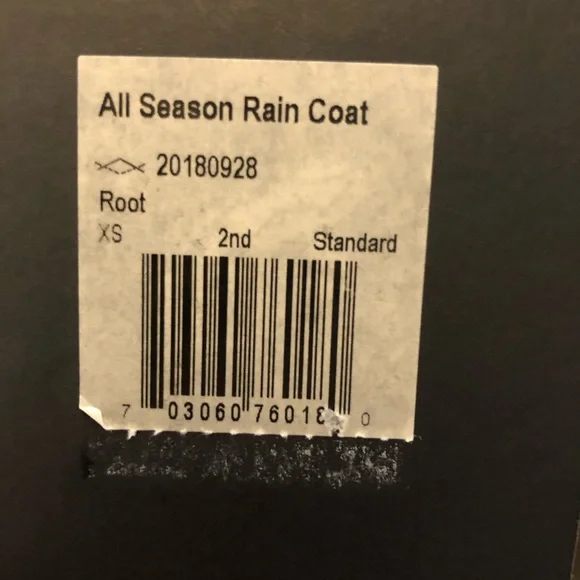 All Season Rain Coat
20180928
Root
XS 2nd Standard
7 03060 76018 0